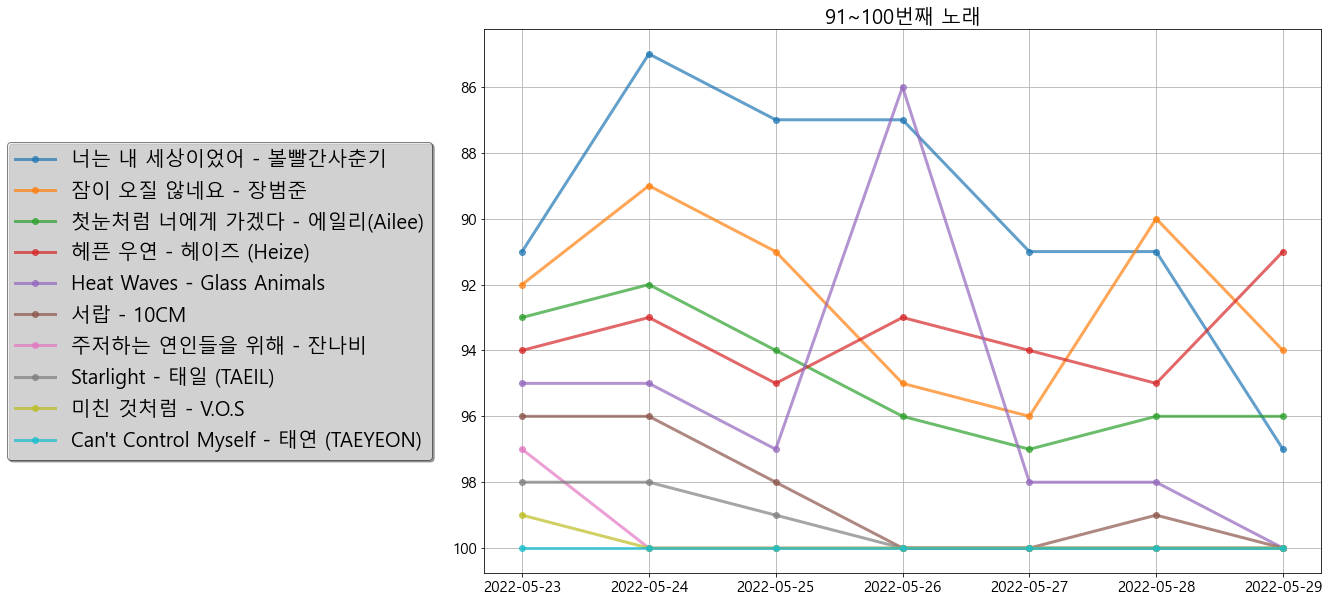 91~100번째 노래
너는 내 세상이었어 - 볼빨간사춘기
잠이 오질 않네요 - 장범준
첫눈처럼 너에게 가겠다 - 에일리(Ailee)
헤픈 우연 - 헤이즈 (Heize)
Heat Waves - Glass Animals
서랍 - 10CM
주저하는 연인들을 위해 - 잔나비
Starlight - 태일 (TAEIL)
미친 것처럼 - V.O.S
Can't Control Myself - 태연 (TAEYEON)
86
88
90
92
94
96
98
100
2022-05-23 2022-05-24 2022-05-25 2022-05-26 2022-05-27 2022-05-28 2022-05-29